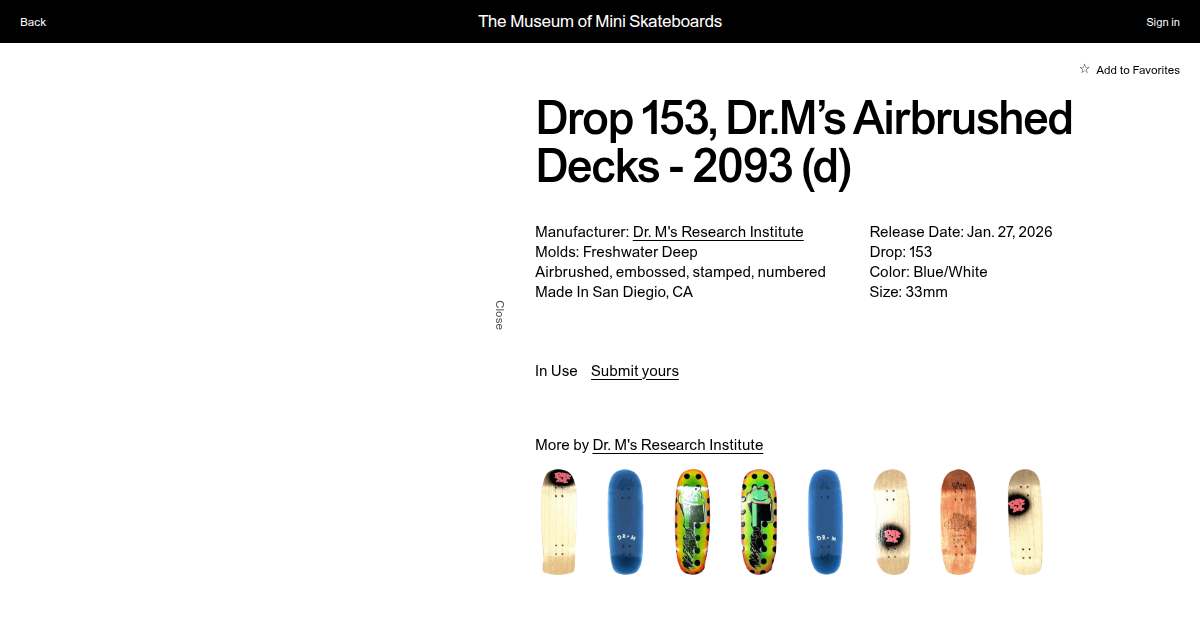 Back
The Museum of Mini Skateboards
Sign in
☆ Add to Favorites
Drop 153, Dr.M’s Airbrushed
Decks - 2093 (d)
Manufacturer: Dr. M's Research Institute
Molds: Freshwater Deep
Airbrushed, embossed, stamped, numbered
Made In San Diegio, CA
Release Date: Jan. 27, 2026
Drop: 153
Color: Blue/White
Size: 33mm
Close
In Use Submit yours
More by Dr. M's Research Institute